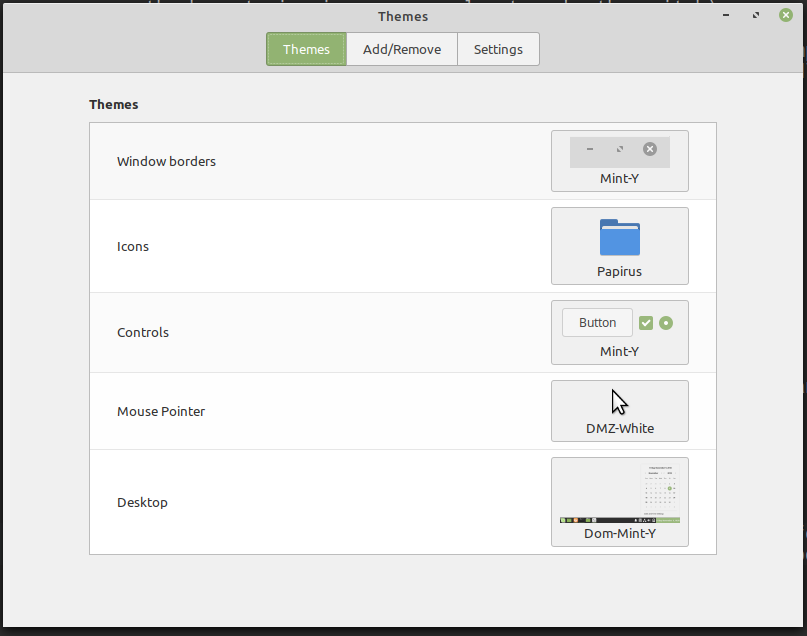 Themes
Themes Add/Remove Settings
Themes
Window borders
Mint-Y
Icons
Papirus
Controls
Button
Mint-Y
Mouse Pointer
DMZ-White
Desktop
Dom-Mint-Y